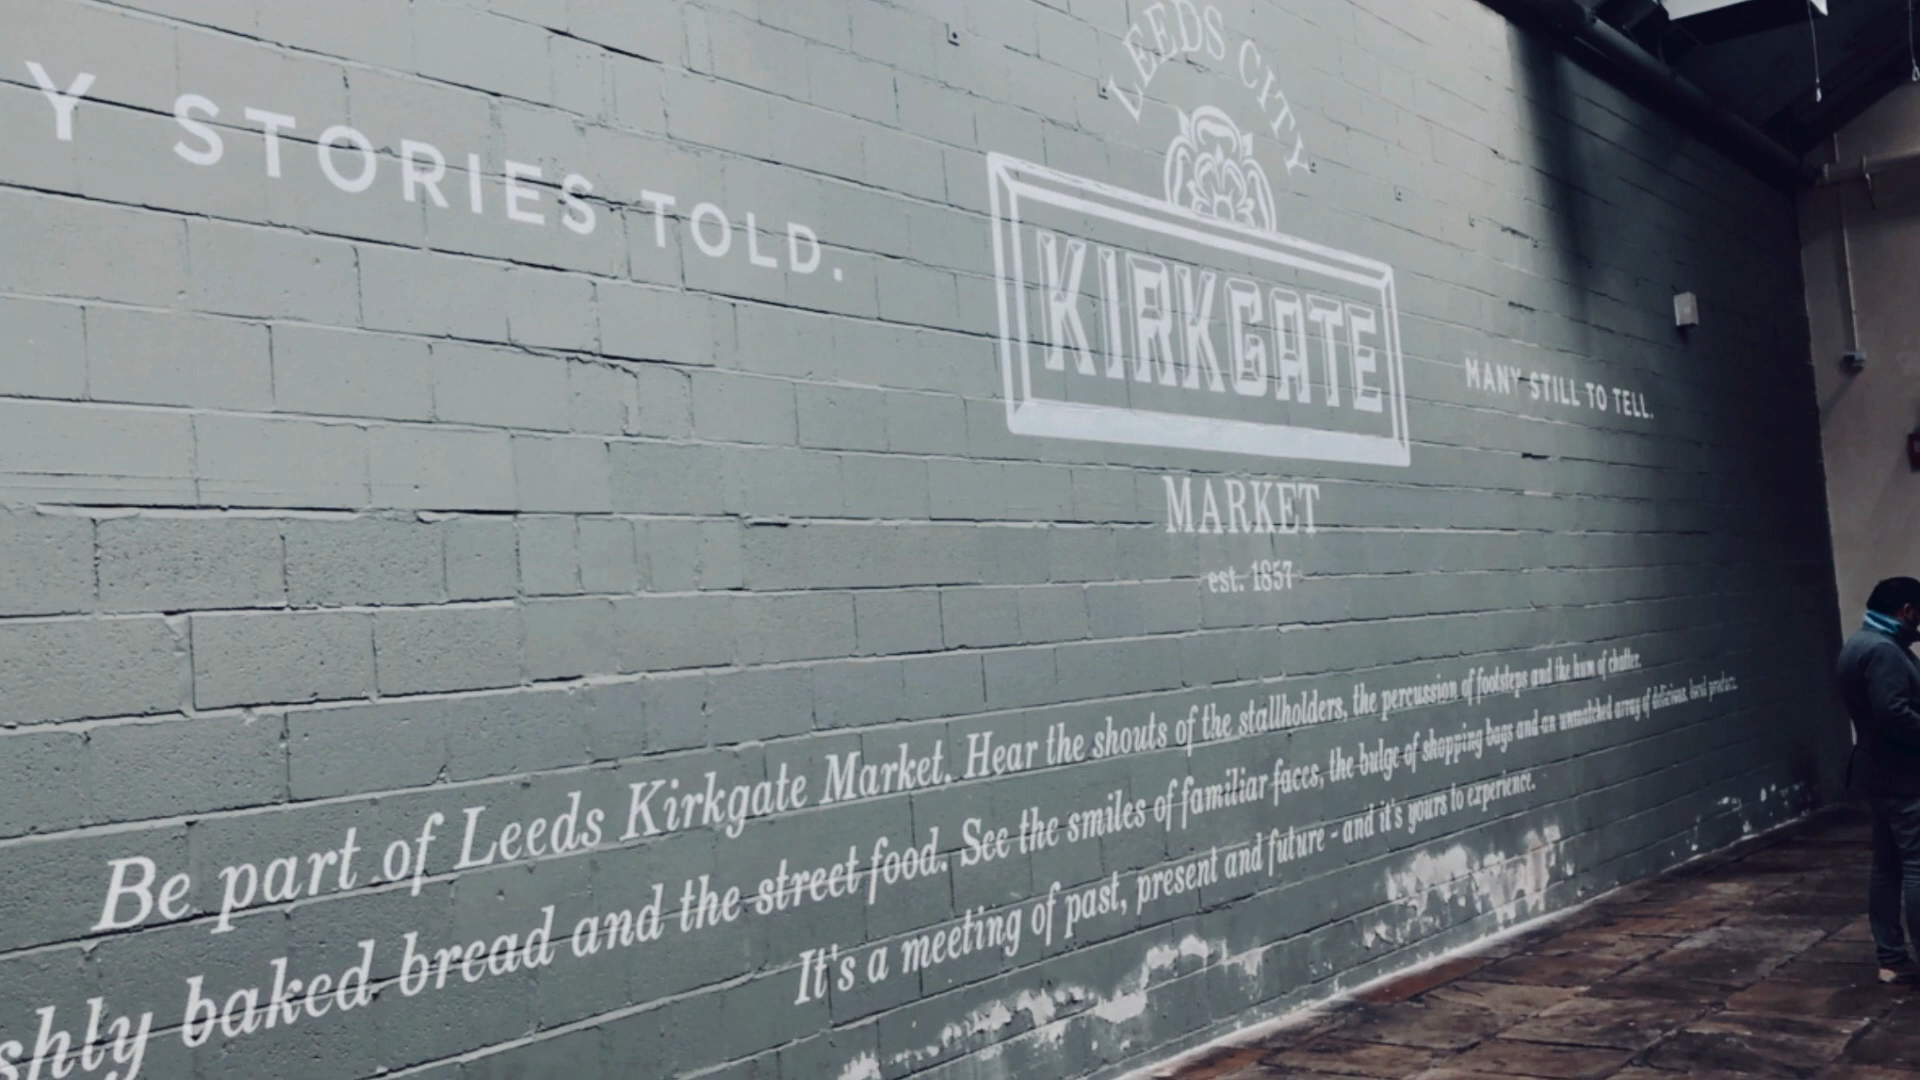 Y STORIES TOLD.
LEEDS CITY
KIRKGATE
MARKET
est. 1857
MANY STILL TO TELL.
Be part of Leeds Kirkgate Market. Hear the shouts of the stallholders, the percussion of footsteps and the hum of chatter.
shly baked bread and the street food. See the smiles of familiar faces, the bulge of shopping bags and an unmatched array of delicious, local produce.
It's a meeting of past, present and future - and it's yours to experience.